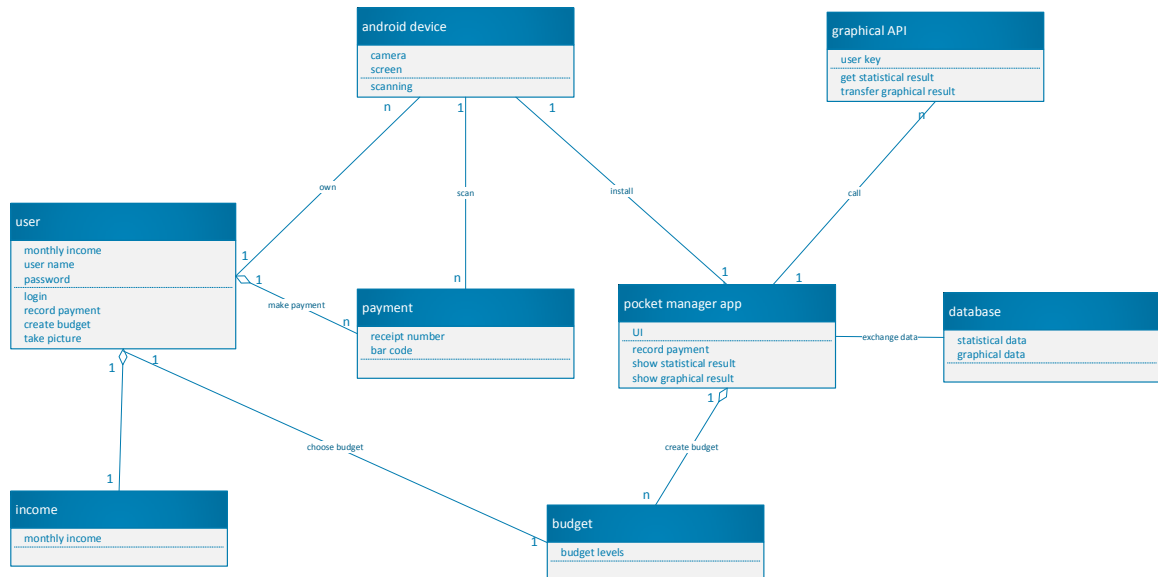 android device
camera
screen
scanning
graphical API
user key
get statistical result
transfer graphical result
n
1
1
n
own
scan
install
call
user
monthly income
user name
password
login
record payment
create budget
take picture
1
1
make payment
n
n
payment
receipt number
bar code
1
1
pocket manager app
UI
record payment
show statistical result
show graphical result
exchange data
database
statistical data
graphical data
1
1
1
choose budget
create budget
1
n
1
income
monthly income
budget
budget levels